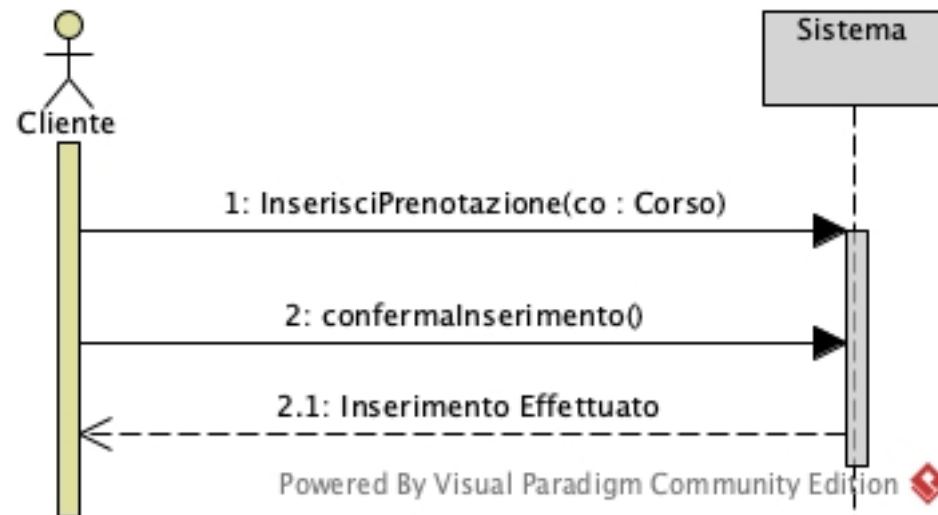 Sistema
Cliente
1: InserisciPrenotazione(co : Corso)
2: confermaInserimento()
2.1: Inserimento Effettuato
Powered By Visual Paradigm Community Edition